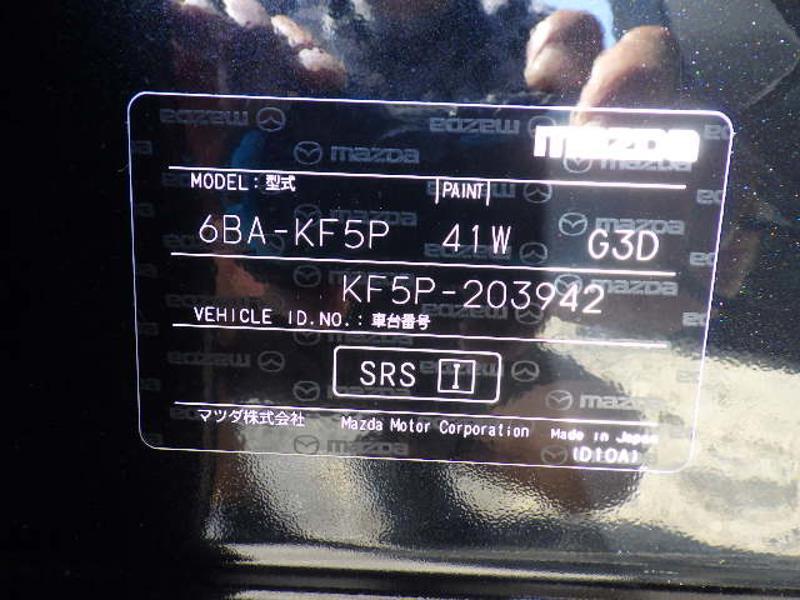 mazda
MODEL:型式 PAINT
6BA-KF5P 41W G3D
KF5P-203942
VEHICLE ID.NO.:車台番号
SRS I
マツダ株式会社 Mazda Motor Corporation Made in Japan
(D10A)